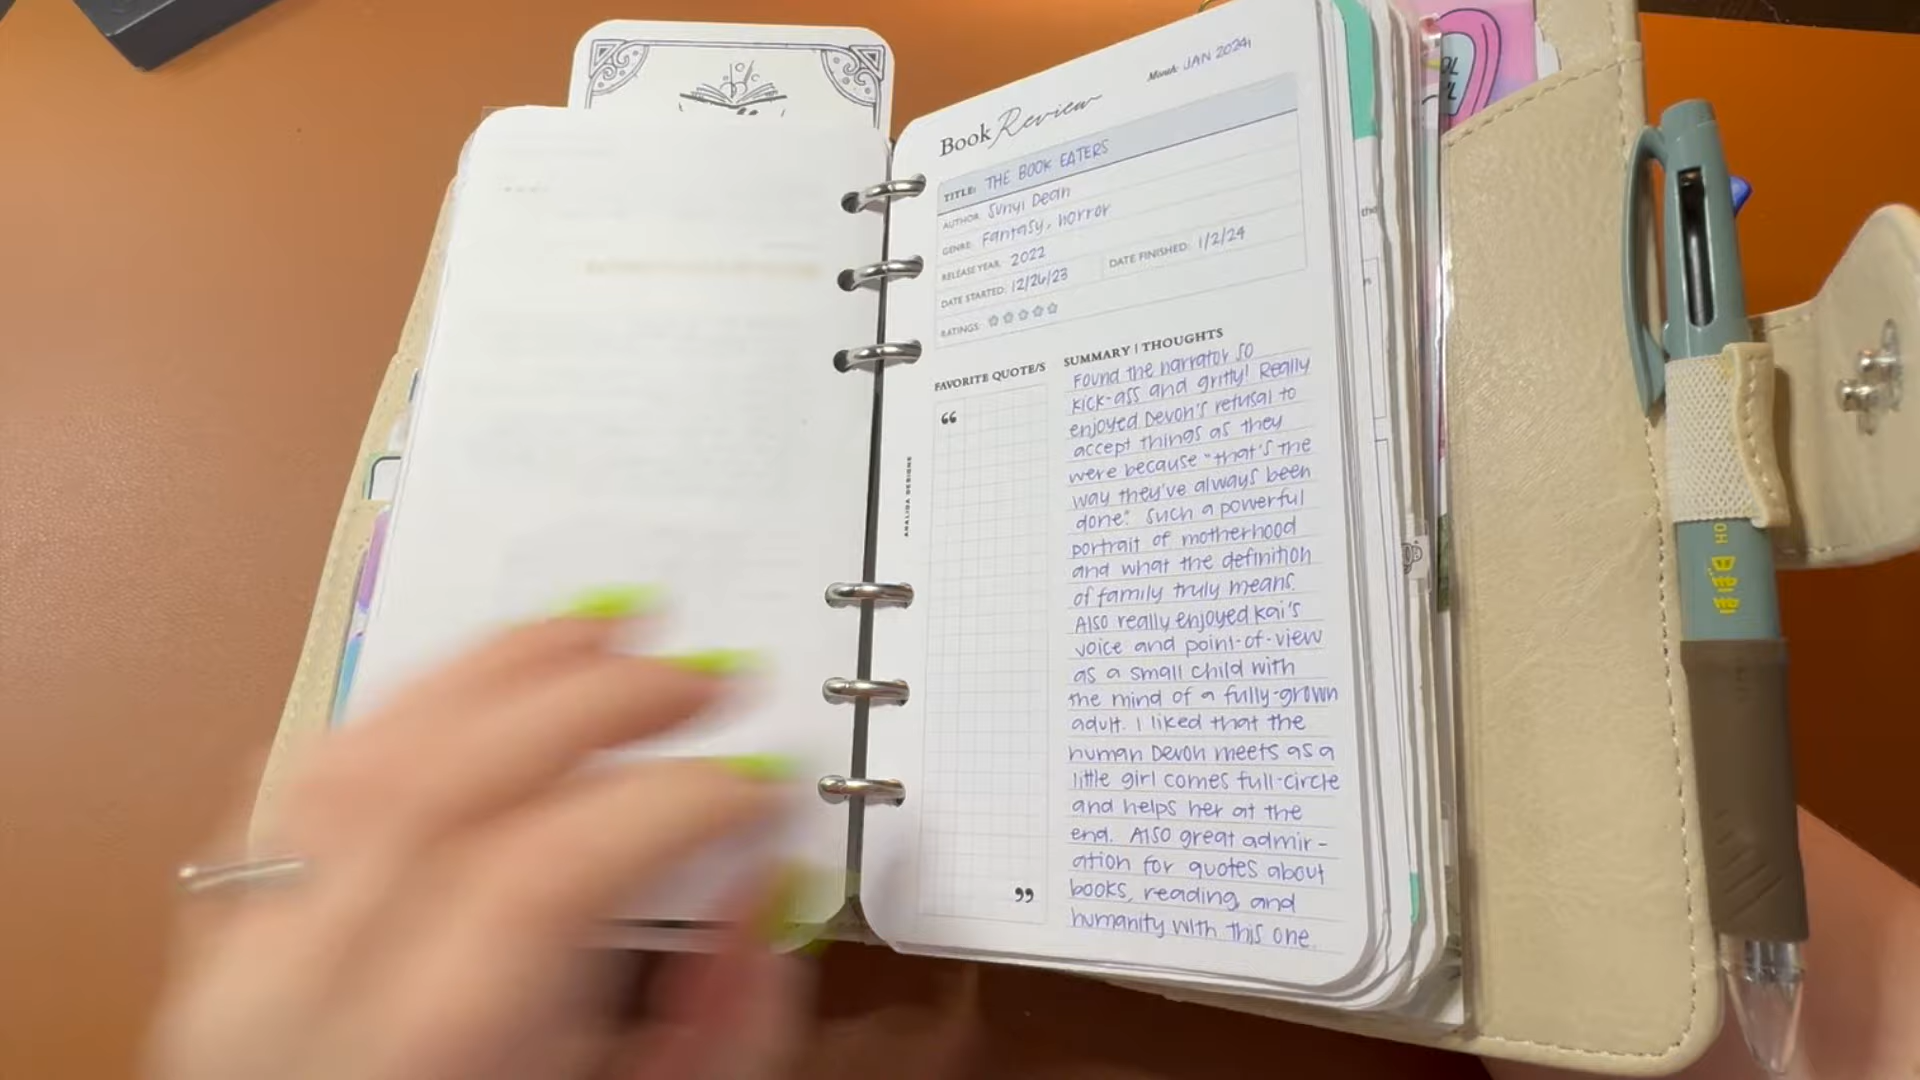 Month: JAN 2024
Book Review
TITLE: THE BOOK EATERS
AUTHOR: Sunyi Dean
GENRE: Fantasy, horror
RELEASE YEAR: 2022
DATE STARTED: 12/26/23 DATE FINISHED: 1/2/24
RATINGS: ☆☆☆☆☆
FAVORITE QUOTE/S
“
”
SUMMARY | THOUGHTS
Found the narrator so
kick-ass and gritty! Really
enjoyed Devon's refusal to
accept things as they
were because "that's the
way they've always been
done." Such a powerful
portrait of motherhood
and what the definition
of family truly means.
Also really enjoyed Kai's
voice and point-of-view
as a small child with
the mind of a fully-grown
adult. I liked that the
human Devon meets as a
little girl comes full-circle
and helps her at the
end. Also great admir-
ation for quotes about
books, reading, and
humanity with this one.
ANALIDA DESIGNS
the